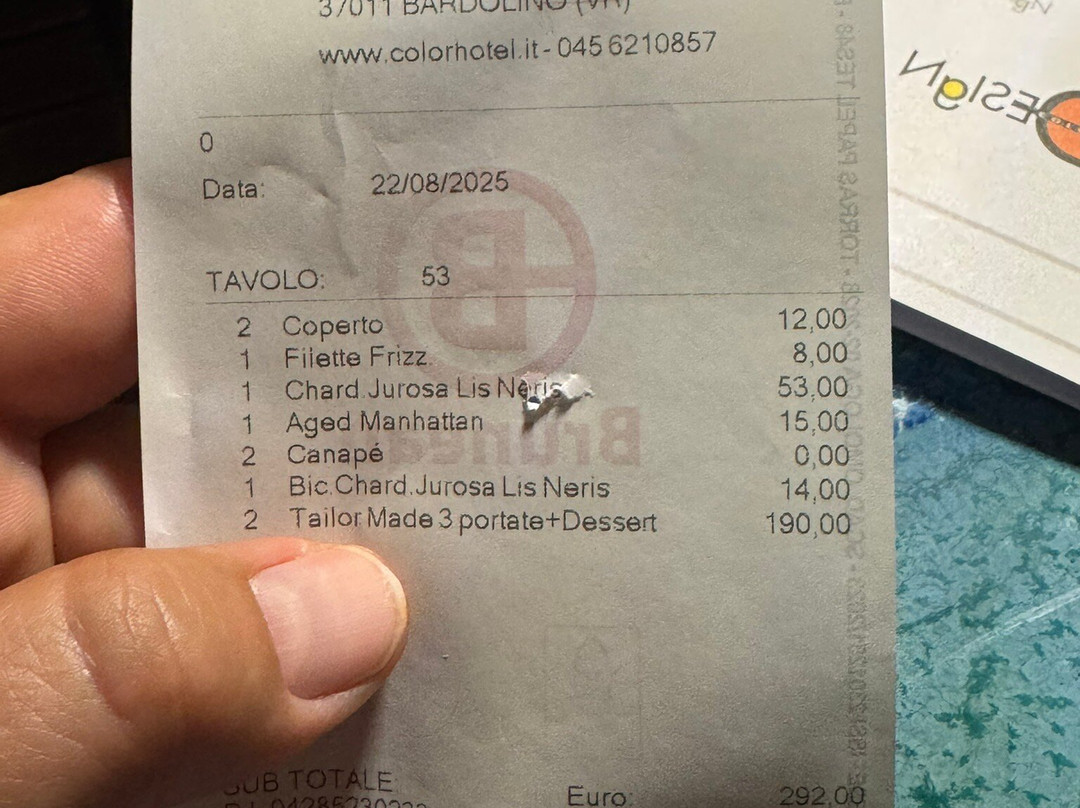 37011 BARDOLINO (VR)
www.colorhotel.it - 045 6210857
0
Data: 22/08/2025
TAVOLO: 53
2 Coperto 12,00
1 Filette Frizz. 8,00
1 Chard.Jurosa Lis Neris 53,00
1 Aged Manhattan 15,00
2 Canapé 0,00
1 Bic.Chard.Jurosa Lis Neris 14,00
2 Tailor Made 3 portate+Dessert 190,00
SUB TOTALE
Euro: 292,00
DESIGN